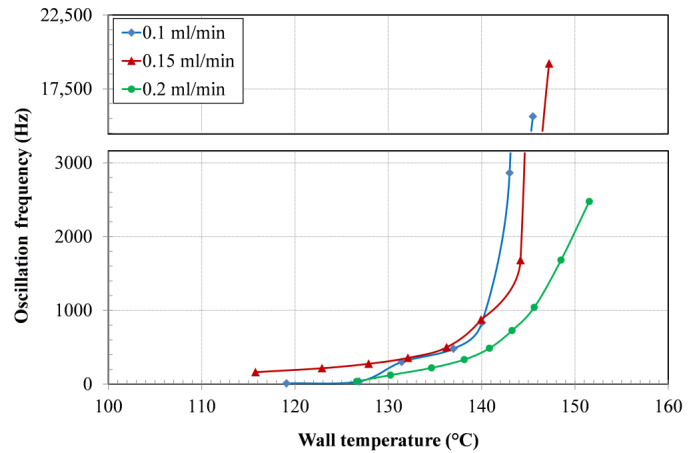 22,500
0.1 ml/min
0.15 ml/min
0.2 ml/min
17,500
3000
2000
1000
0
100
110
120
130
140
150
160
Oscillation frequency (Hz)
Wall temperature (°C)